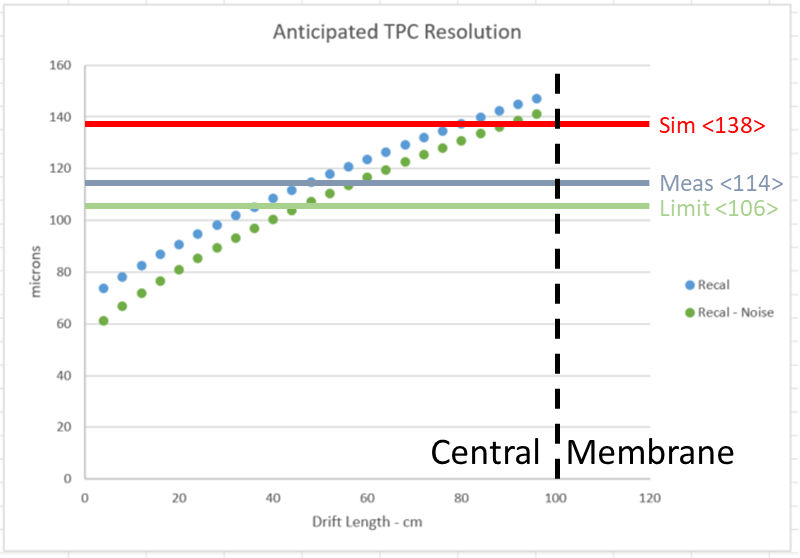 Anticipated TPC Resolution
160
140
120
100
80
60
40
20
0
microns
Sim <138>
Meas <114>
Limit <106>
Recal
Recal - Noise
Central Membrane
0 20 40 60 80 100 120
Drift Length - cm